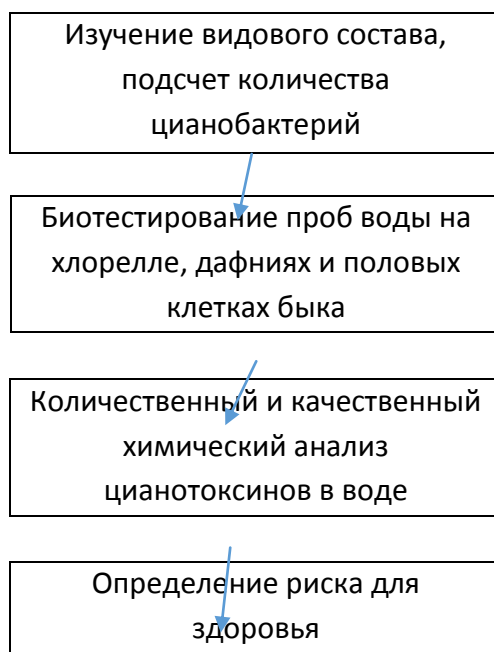 Изучение видового состава,
подсчет количества
цианобактерий
Биотестирование проб воды на
хлорелле, дафниях и половых
клетках быка
Количественный и качественный
химический анализ
цианотоксинов в воде
Определение риска для
здоровья